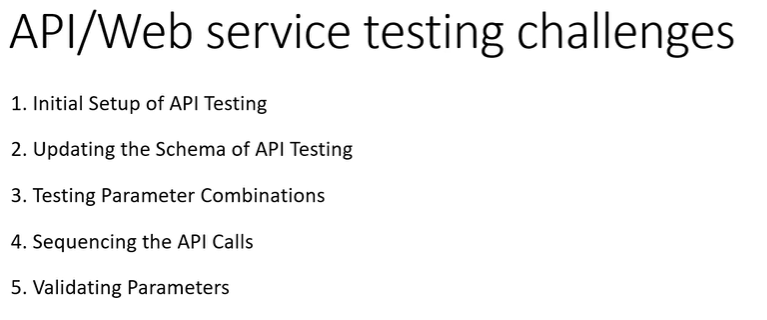 API/Web service testing challenges
1. Initial Setup of API Testing
2. Updating the Schema of API Testing
3. Testing Parameter Combinations
4. Sequencing the API Calls
5. Validating Parameters